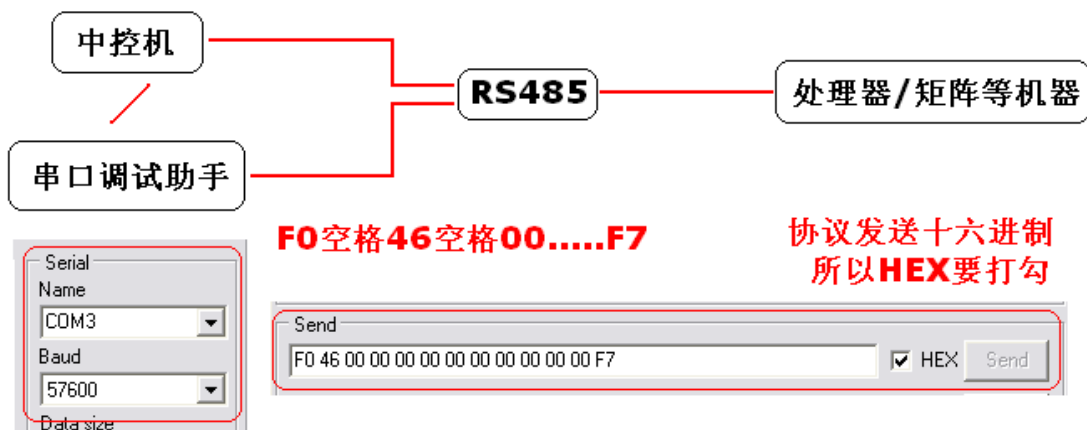 中控机
RS485
处理器/矩阵等机器
串口调试助手
F0空格46空格00.....F7
协议发送十六进制
所以HEX要打勾
Serial
Name
COM3
Baud
57600
Data size
Send
F0 46 00 00 00 00 00 00 00 00 00 00 F7
HEX
Send